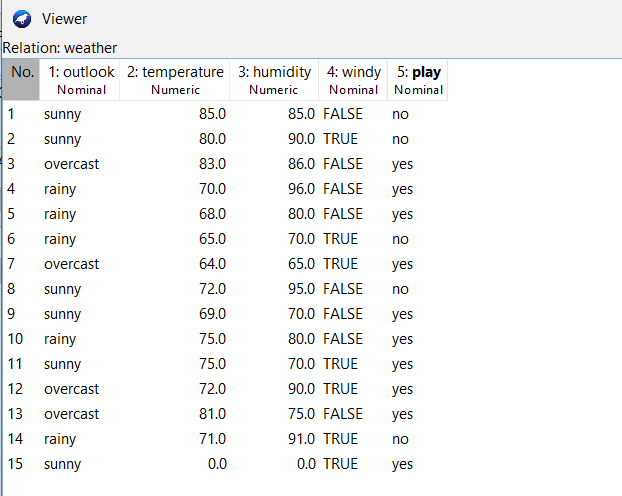 Viewer
Relation: weather
No. 1: outlook 2: temperature 3: humidity 4: windy 5: play
Nominal Numeric Numeric Nominal Nominal
1 sunny 85.0 85.0 FALSE no
2 sunny 80.0 90.0 TRUE no
3 overcast 83.0 86.0 FALSE yes
4 rainy 70.0 96.0 FALSE yes
5 rainy 68.0 80.0 FALSE yes
6 rainy 65.0 70.0 TRUE no
7 overcast 64.0 65.0 TRUE yes
8 sunny 72.0 95.0 FALSE no
9 sunny 69.0 70.0 FALSE yes
10 rainy 75.0 80.0 FALSE yes
11 sunny 75.0 70.0 TRUE yes
12 overcast 72.0 90.0 TRUE yes
13 overcast 81.0 75.0 FALSE yes
14 rainy 71.0 91.0 TRUE no
15 sunny 0.0 0.0 TRUE yes